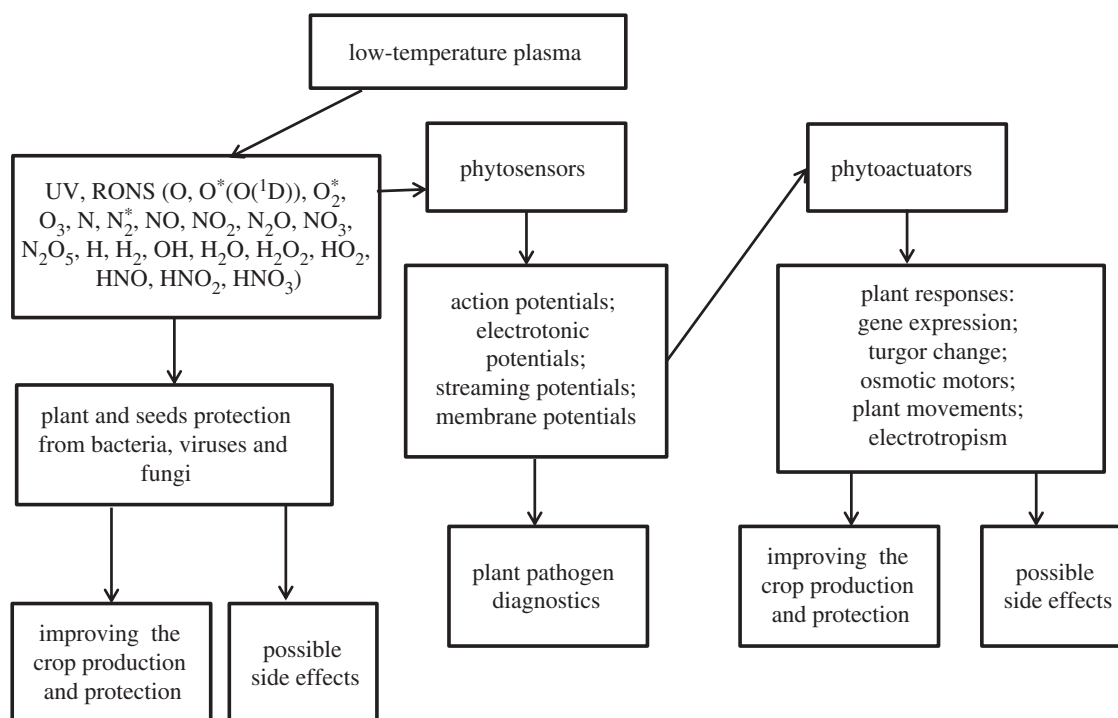 low-temperature plasma
UV, RONS (O, O*(O(¹D)), O₂*,
O₃, N, N₂*, NO, NO₂, N₂O, NO₃,
N₂O₅, H, H₂, OH, H₂O, H₂O₂, HO₂,
HNO, HNO₂, HNO₃)
phytosensors
phytoactuators
action potentials;
electrotonic
potentials;
streaming potentials;
membrane potentials
plant responses:
gene expression;
turgor change;
osmotic motors;
plant movements;
electrotropism
plant and seeds protection
from bacteria, viruses and
fungi
improving the
crop production
and protection
possible
side effects
plant pathogen
diagnostics
improving the
crop production
and protection
possible
side effects